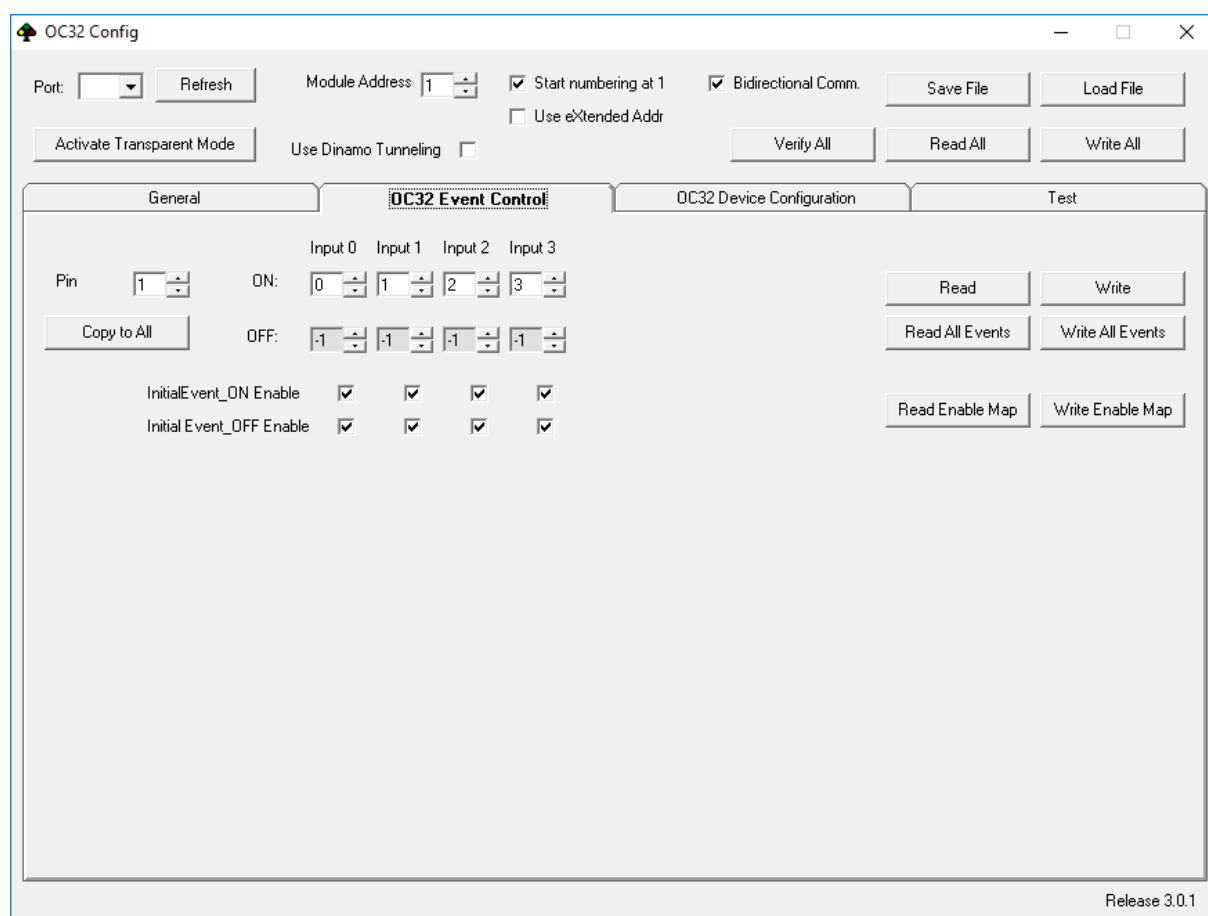 OC32 Config
Port: Refresh Module Address 1 Start numbering at 1 Bidirectional Comm. Save File Load File
Use eXtended Addr
Activate Transparent Mode Use Dinamo Tunneling Verify All Read All Write All
General OC32 Event Control OC32 Device Configuration Test
Input 0 Input 1 Input 2 Input 3
Pin 1 ON: 0 1 2 3 Read Write
Copy to All OFF: -1 -1 -1 -1 Read All Events Write All Events
InitialEvent_ON Enable
Initial Event_OFF Enable
Read Enable Map Write Enable Map
Release 3.0.1